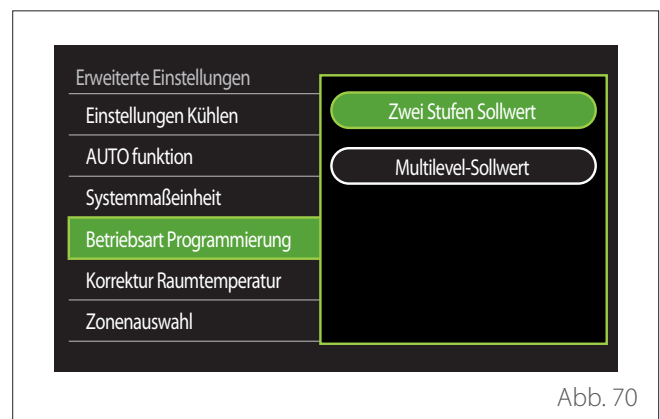 Erweiterte Einstellungen
Einstellungen Kühlen
AUTO funktion
Systemmaßeinheit
Betriebsart Programmierung
Korrektur Raumtemperatur
Zonenauswahl
Zwei Stufen Sollwert
Multilevel-Sollwert
Abb. 70